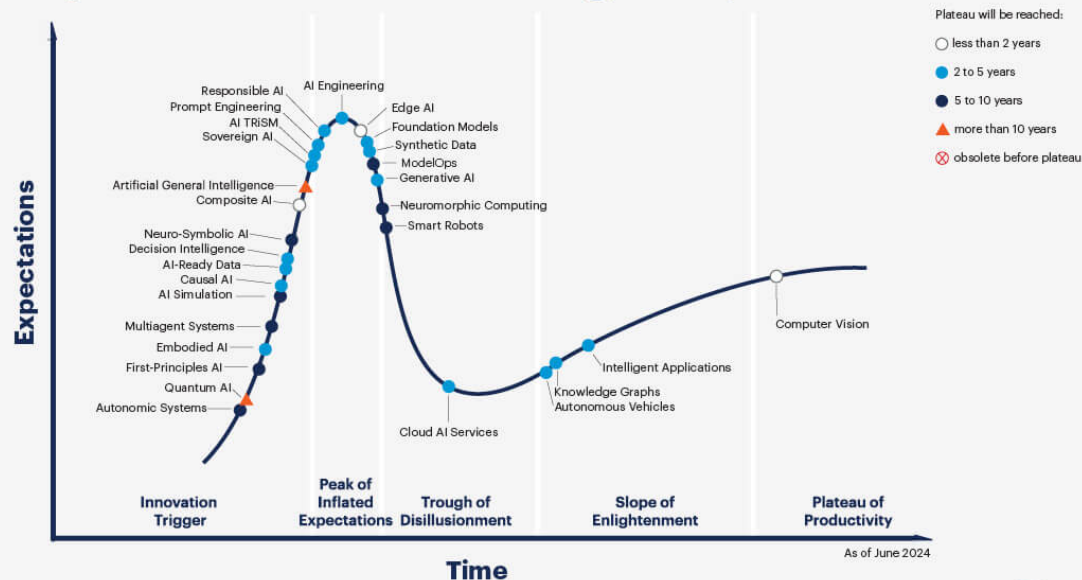 Plateau will be reached:
less than 2 years
2 to 5 years
5 to 10 years
more than 10 years
obsolete before plateau
AI Engineering
Responsible AI
Prompt Engineering
AI TRiSM
Sovereign AI
Artificial General Intelligence
Composite AI
Neuro-Symbolic AI
Decision Intelligence
AI-Ready Data
Causal AI
AI Simulation
Multiagent Systems
Embodied AI
First-Principles AI
Quantum AI
Autonomic Systems
Edge AI
Foundation Models
Synthetic Data
ModelOps
Generative AI
Neuromorphic Computing
Smart Robots
Cloud AI Services
Autonomous Vehicles
Knowledge Graphs
Intelligent Applications
Computer Vision
Expectations
Innovation
Trigger
Peak of
Inflated
Expectations
Trough of
Disillusionment
Slope of
Enlightenment
Plateau of
Productivity
Time
As of June 2024